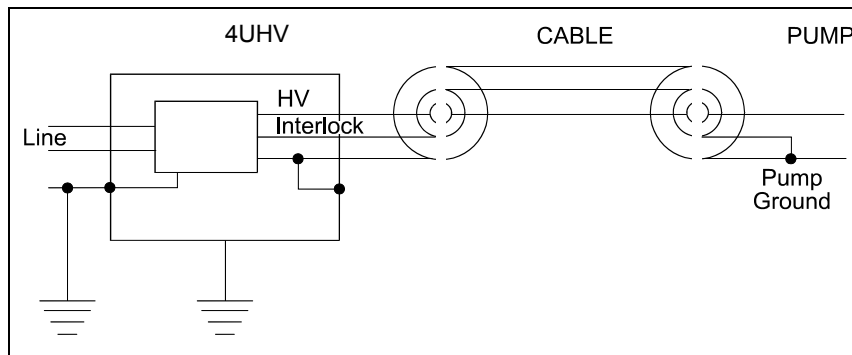 4UHV
CABLE
PUMP
HV
Interlock
Line
Pump
Ground